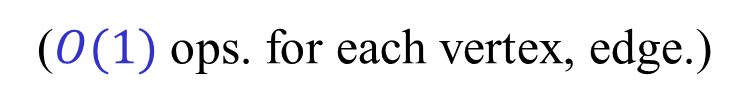 (O(1) ops. for each vertex, edge.)